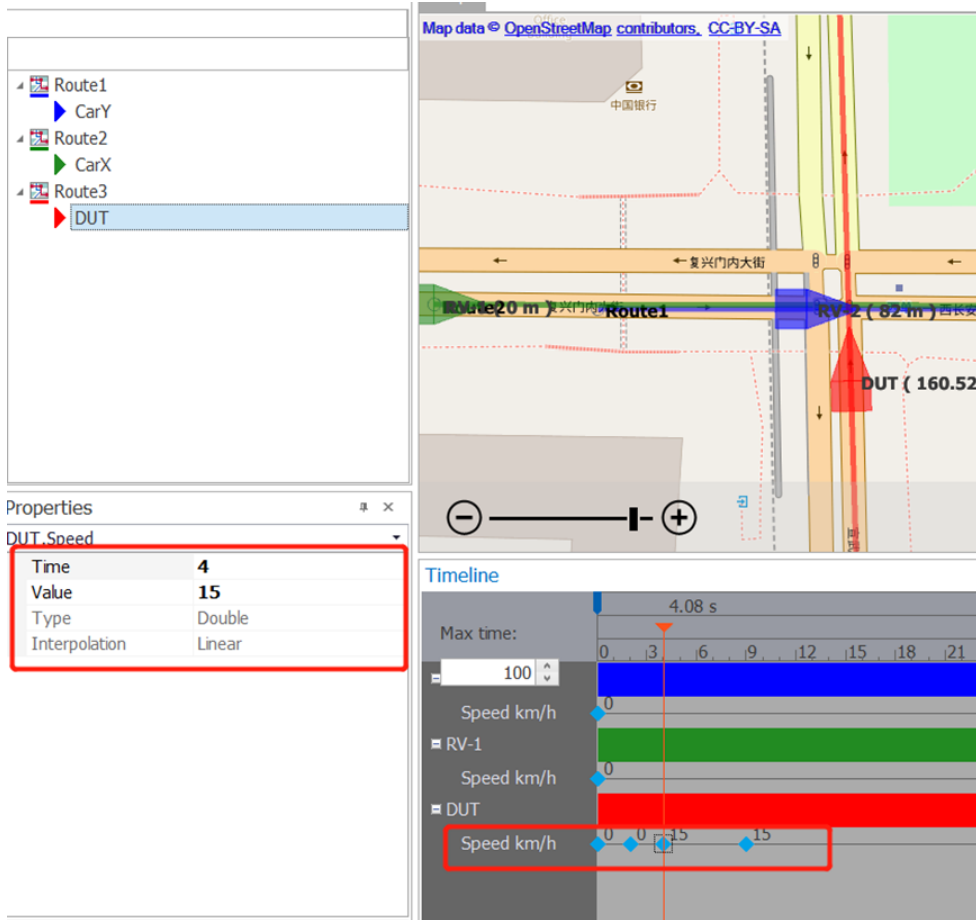 Route1
CarY
Route2
CarX
Route3
DUT
Map data © OpenStreetMap contributors, CC-BY-SA
中国银行
复兴门内大街
Route1
RV-2 ( 82 m )
DUT ( 160.52
Properties
DUT.Speed
Time 4
Value 15
Type Double
Interpolation Linear
Timeline
4.08 s
Max time:
0 3 6 9 12 15 18 21
100
0
Speed km/h
RV-1
0
Speed km/h
DUT
0 0 15 15
Speed km/h